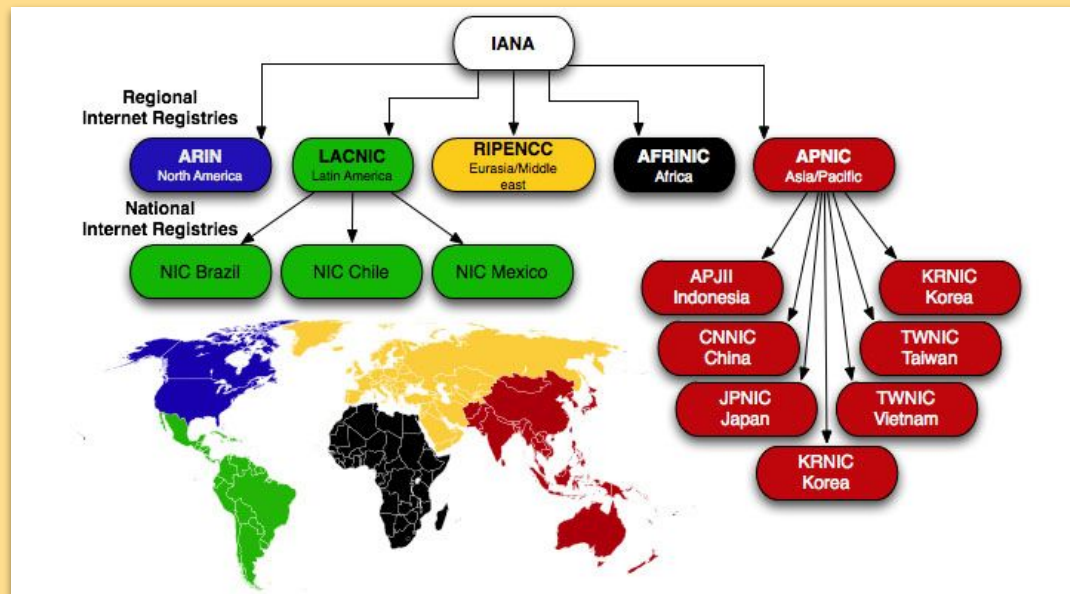 IANA
Regional
Internet Registries
ARIN
North America
LACNIC
Latin America
RIPENCC
Eurasia/Middle
east
AFRINIC
Africa
APNIC
Asia/Pacific
National
Internet Registries
NIC Brazil
NIC Chile
NIC Mexico
APJII
Indonesia
KRNIC
Korea
CNNIC
China
TWNIC
Taiwan
JPNIC
Japan
TWNIC
Vietnam
KRNIC
Korea